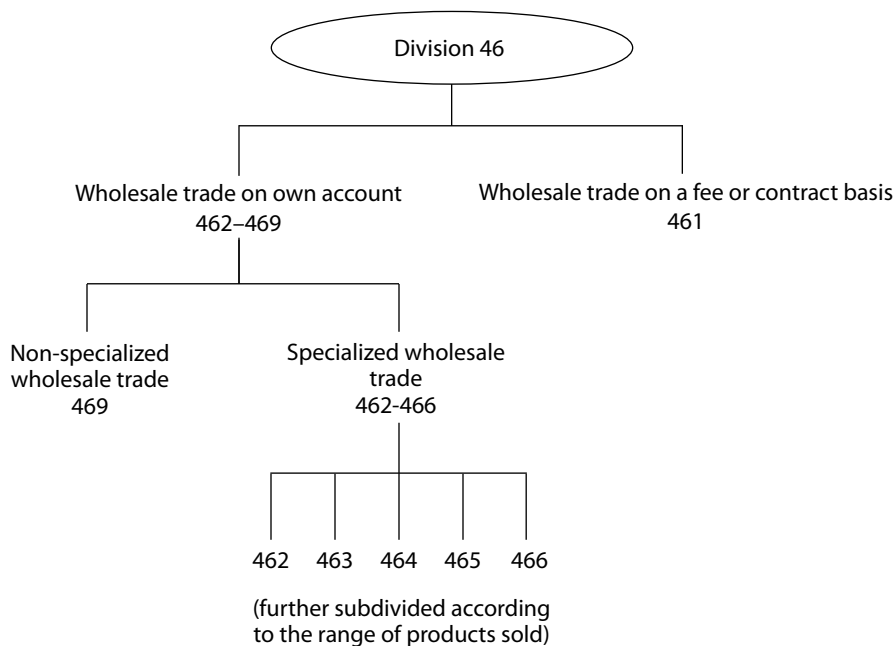 Division 46
Wholesale trade on own account
462–469
Wholesale trade on a fee or contract basis
461
Non-specialized
wholesale trade
469
Specialized wholesale
trade
462-466
462 463 464 465 466
(further subdivided according
to the range of products sold)